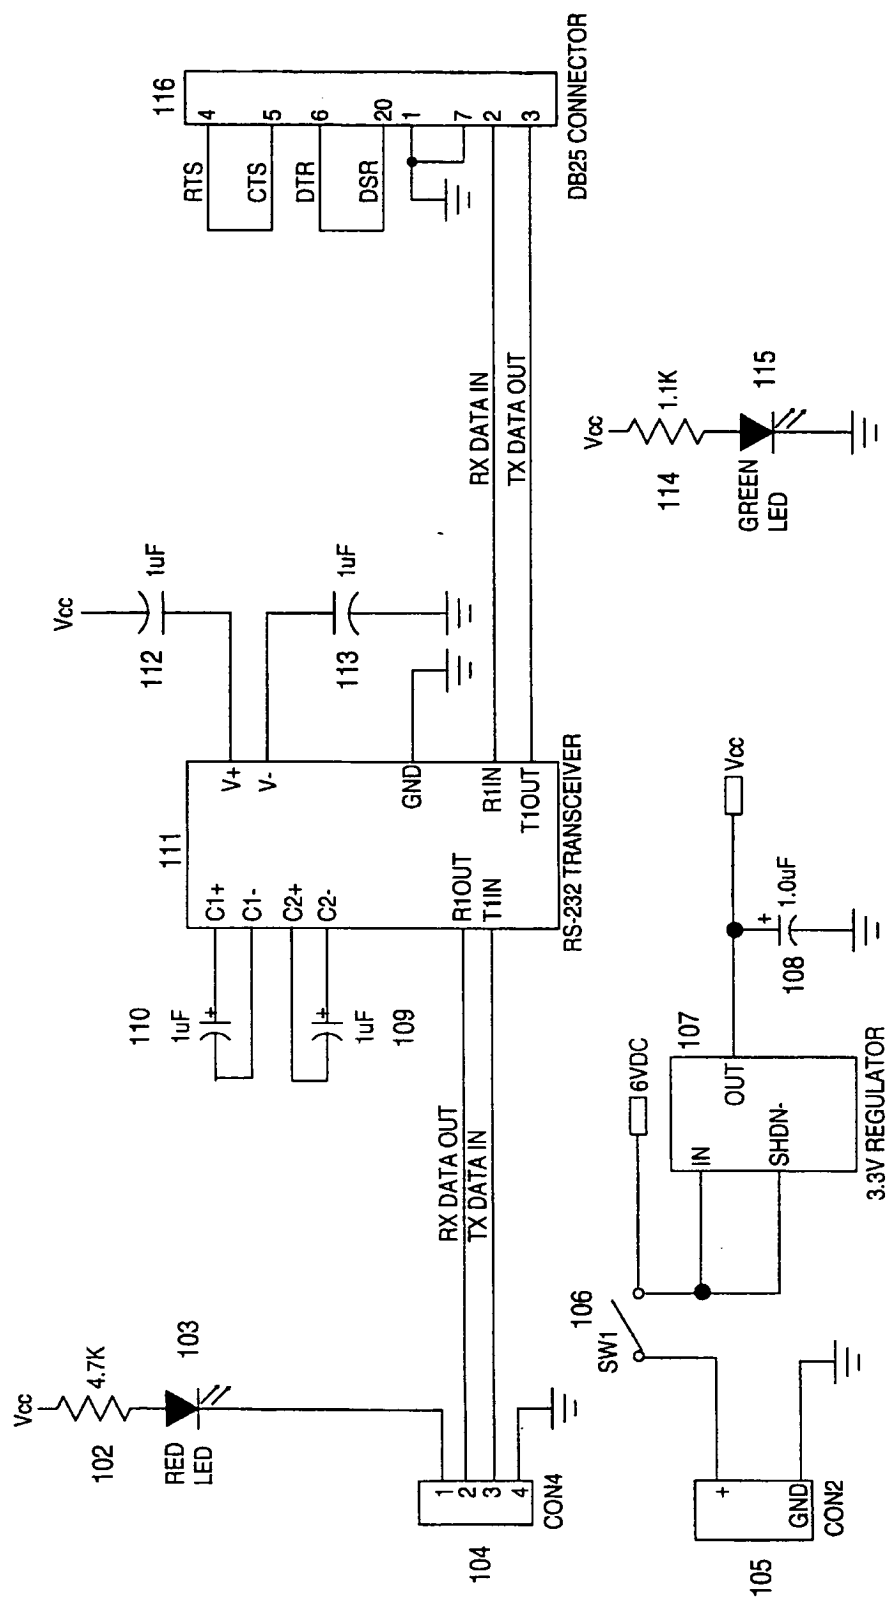 116
RTS
4
CTS
5
DTR
6
DSR
20
1
7
2
3
DB25 CONNECTOR
RX DATA IN
TX DATA OUT
Vcc
1.1K
114
115
GREEN
LED
Vcc
1uF
112
1uF
113
111
V+
V-
GND
R1IN
T1OUT
C1+
C1-
C2+
C2-
R1OUT
T1IN
RS-232 TRANSCEIVER
110
1uF
+
+
1uF
109
RX DATA OUT
TX DATA IN
Vcc
4.7K
102
103
RED
LED
1
2
3
4
CON4
104
Vcc
+
1.0uF
108
107
OUT
IN
SHDN-
3.3V REGULATOR
6VDC
106
SW1
+
GND
CON2
105